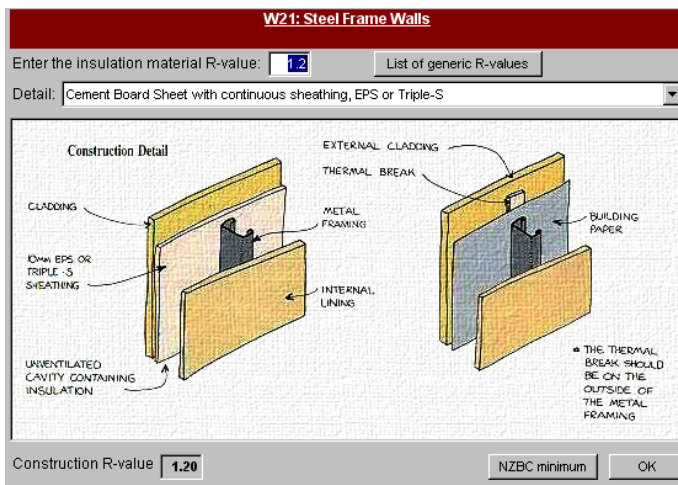 W21: Steel Frame Walls
Enter the insulation material R-value: 1.2 List of generic R-values
Detail: Cement Board Sheet with continuous sheathing, EPS or Triple-S
Construction Detail
CLADDING
10mm EPS OR
TRIPLE-S
SHEATHING
UNVENTILATED
CAVITY CONTAINING
INSULATION
METAL
FRAMING
INTERNAL
LINING
EXTERNAL CLADDING
THERMAL BREAK
BUILDING
PAPER
THE THERMAL
BREAK SHOULD
BE ON THE
OUTSIDE OF
THE METAL
FRAMING
Construction R-value 1.20 NZBC minimum OK